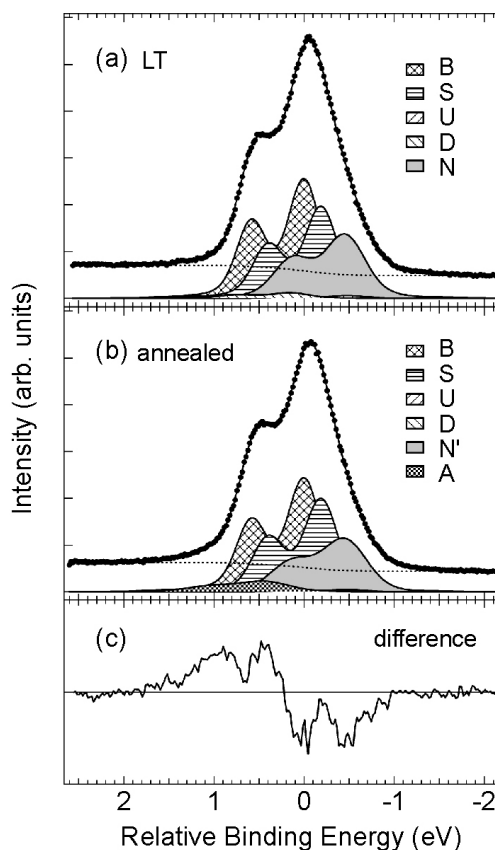 (a) LT
B
S
U
D
N
(b) annealed
B
S
U
D
N'
A
(c)
difference
2 1 0 -1 -2
Relative Binding Energy (eV)
Intensity (arb. units)